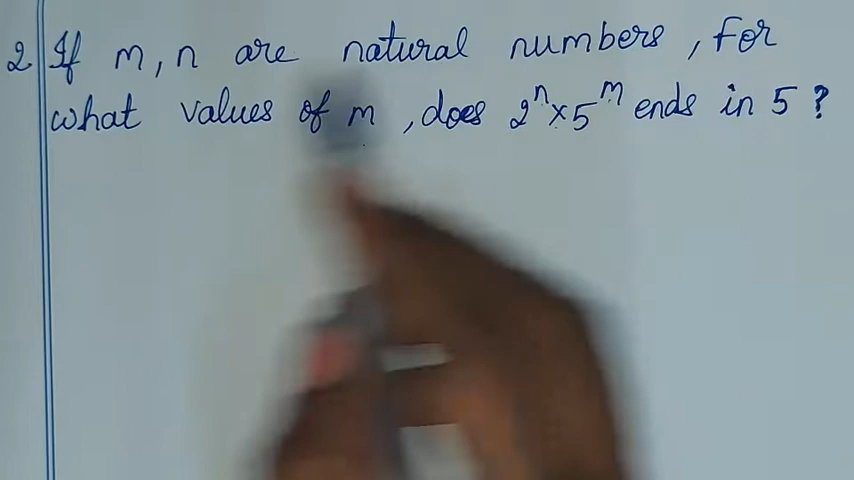 2 If m, n are natural numbers, For
what values of m, does 2ⁿ×5ᵐ ends in 5?